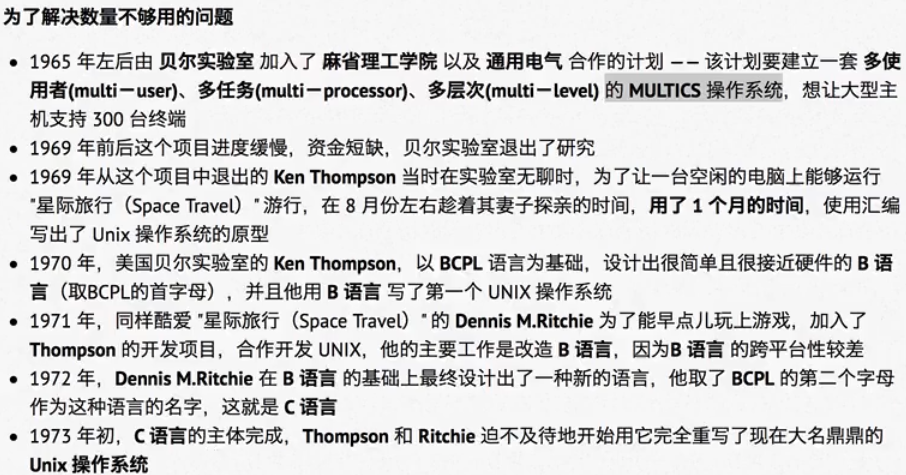 为了解决数量不够用的问题
• 1965 年左后由 贝尔实验室 加入了 麻省理工学院 以及 通用电气 合作的计划 —— 该计划要建立一套 多使
用者(multi－user)、多任务(multi－processor)、多层次(multi－level) 的 MULTICS 操作系统，想让大型主
机支持 300 台终端
• 1969 年前后这个项目进度缓慢，资金短缺，贝尔实验室退出了研究
• 1969 年从这个项目中退出的 Ken Thompson 当时在实验室无聊时，为了让一台空闲的电脑上能够运行
"星际旅行（Space Travel）"游行，在 8 月份左右趁着其妻子探亲的时间，用了 1 个月的时间，使用汇编
写出了 Unix 操作系统的原型
• 1970 年，美国贝尔实验室的 Ken Thompson，以 BCPL 语言为基础，设计出很简单且很接近硬件的 B 语
言（取BCPL的首字母），并且他用 B 语言 写了第一个 UNIX 操作系统
• 1971 年，同样酷爱 "星际旅行（Space Travel）"的 Dennis M.Ritchie 为了能早点儿玩上游戏，加入了
Thompson 的开发项目，合作开发 UNIX，他的主要工作是改造 B 语言，因为B 语言 的跨平台性较差
• 1972 年，Dennis M.Ritchie 在 B 语言 的基础上最终设计出了一种新的语言，他取了 BCPL 的第二个字母
作为这种语言的名字，这就是 C 语言
• 1973 年初，C 语言的主体完成，Thompson 和 Ritchie 迫不及待地开始用它完全重写了现在大名鼎鼎的
Unix 操作系统